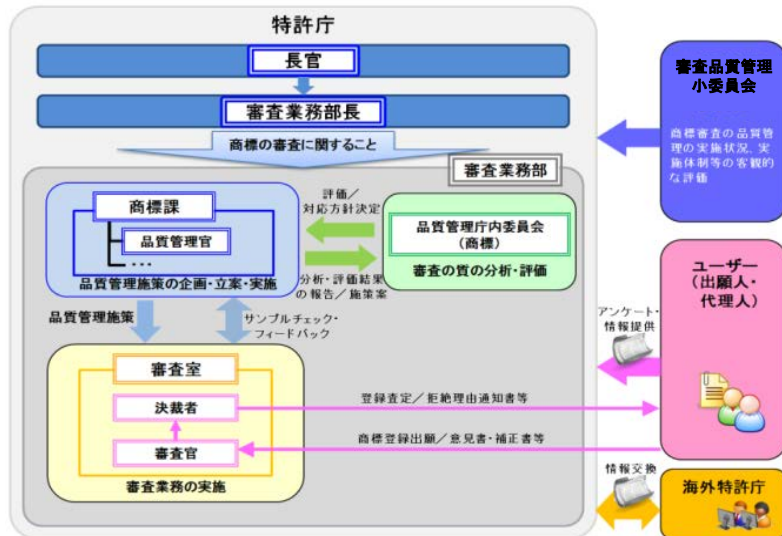 特許庁
長官
審査業務部長
商標の審査に関すること
審査業務部
商標課
品質管理官
…
品質管理施策の企画・立案・実施
評価／
対応方針決定
分析・評価結果
の報告／施策案
品質管理庁内委員会
（商標）
審査の質の分析・評価
品質管理施策
サンプルチェック・
フィードバック
審査室
決裁者
審査官
審査業務の実施
登録査定／拒絶理由通知書等
商標登録出願／意見書・補正書等
審査品質管理
小委員会
商標審査の品質管
理の実施状況、実
施体制等の客観的
な評価
ユーザー
（出願人・
代理人）
アンケート・
情報提供
情報交換
海外特許庁